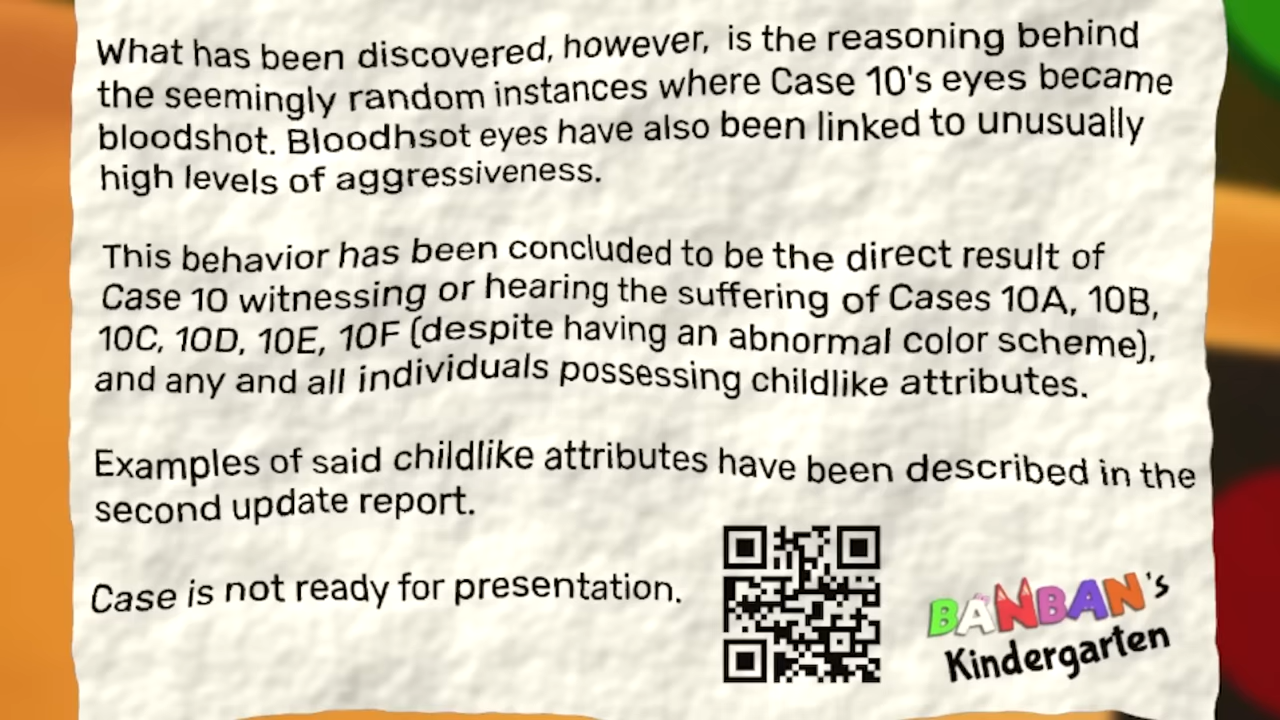 What has been discovered, however, is the reasoning behind
the seemingly random instances where Case 10's eyes became
bloodshot. Bloodhsot eyes have also been linked to unusually
high levels of aggressiveness.
This behavior has been concluded to be the direct result of
Case 10 witnessing or hearing the suffering of Cases 10A, 10B,
10C, 10D, 10E, 10F (despite having an abnormal color scheme),
and any and all individuals possessing childlike attributes.
Examples of said childlike attributes have been described in the
second update report.
Case is not ready for presentation.
BANBAN's
Kindergarten